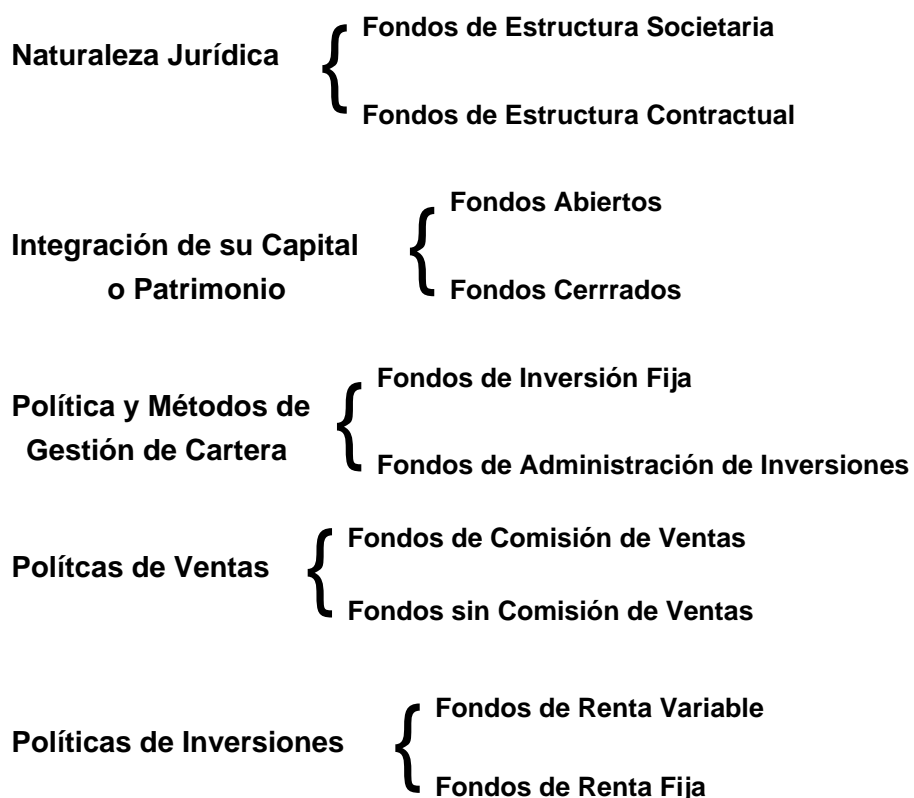 Fondos de Estructura Societaria
Naturaleza Jurídica
Fondos de Estructura Contractual
Fondos Abiertos
Integración de su Capital
o Patrimonio
Fondos Cerrrados
Fondos de Inversión Fija
Política y Métodos de
Gestión de Cartera
Fondos de Administración de Inversiones
Fondos de Comisión de Ventas
Polítcas de Ventas
Fondos sin Comisión de Ventas
Fondos de Renta Variable
Políticas de Inversiones
Fondos de Renta Fija